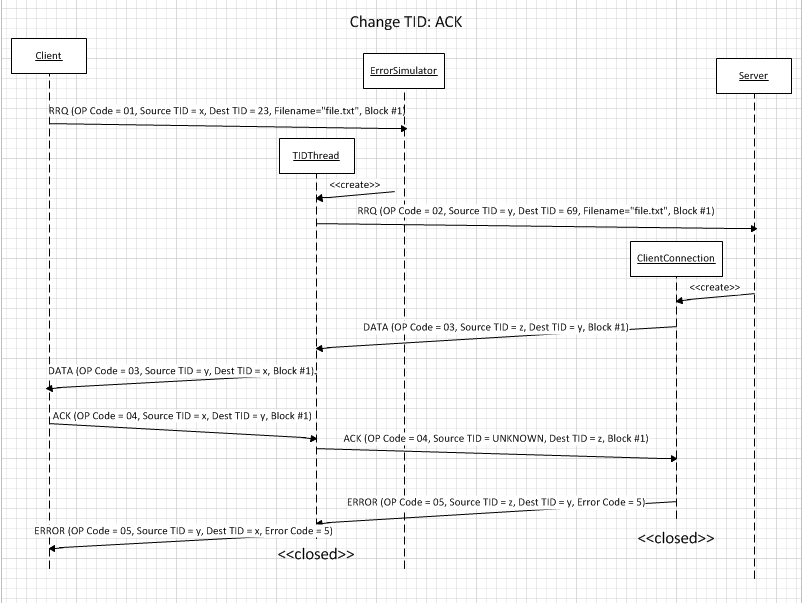 Change TID: ACK
Client
ErrorSimulator
Server
RRQ (OP Code = 01, Source TID = x, Dest TID = 23, Filename="file.txt", Block #1)
TIDThread
<<create>>
RRQ (OP Code = 02, Source TID = y, Dest TID = 69, Filename="file.txt", Block #1)
ClientConnection
<<create>>
DATA (OP Code = 03, Source TID = z, Dest TID = y, Block #1)
DATA (OP Code = 03, Source TID = y, Dest TID = x, Block #1)
ACK (OP Code = 04, Source TID = x, Dest TID = y, Block #1)
ACK (OP Code = 04, Source TID = UNKNOWN, Dest TID = z, Block #1)
ERROR (OP Code = 05, Source TID = z, Dest TID = y, Error Code = 5)
ERROR (OP Code = 05, Source TID = y, Dest TID = x, Error Code = 5)
<<closed>>
<<closed>>